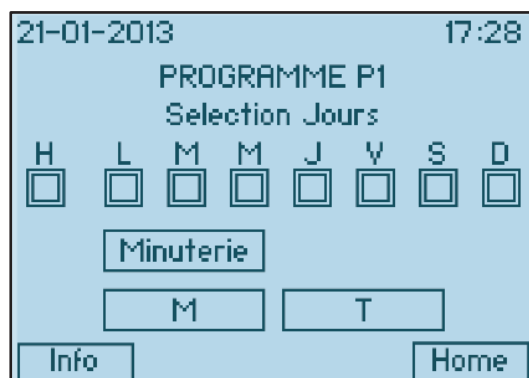 21-01-2013 17:28
PROGRAMME P1
Selection Jours
H L M M J V S D
Minuterie
M T
Info Home